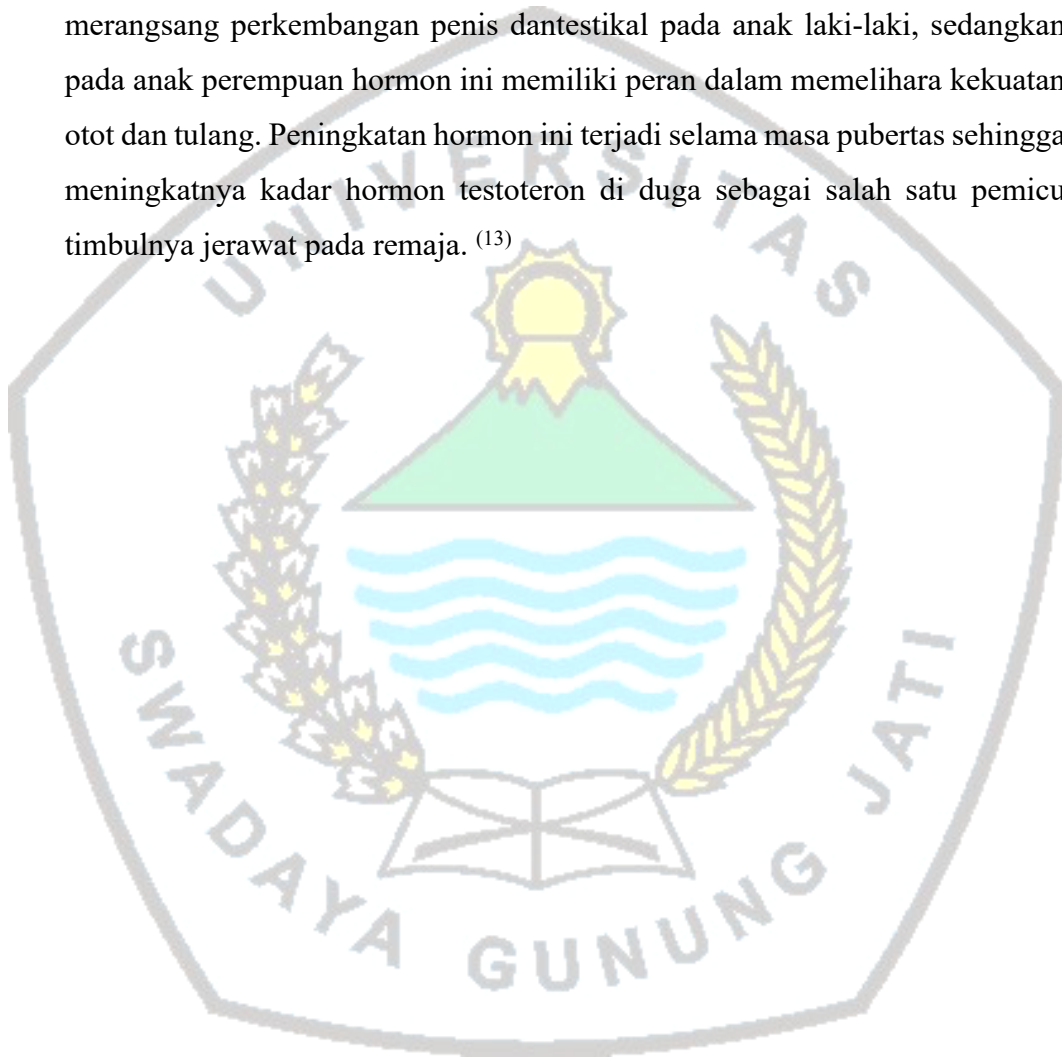 merangsang perkembangan penis dantestikal pada anak laki-laki, sedangkan
pada anak perempuan hormon ini memiliki peran dalam memelihara kekuatan
otot dan tulang. Peningkatan hormon ini terjadi selama masa pubertas sehingga
meningkatnya kadar hormon testoteron di duga sebagai salah satu pemicu
timbulnya jerawat pada remaja. (13)
UNIVERSITAS
SWADAYA GUNUNG JATI